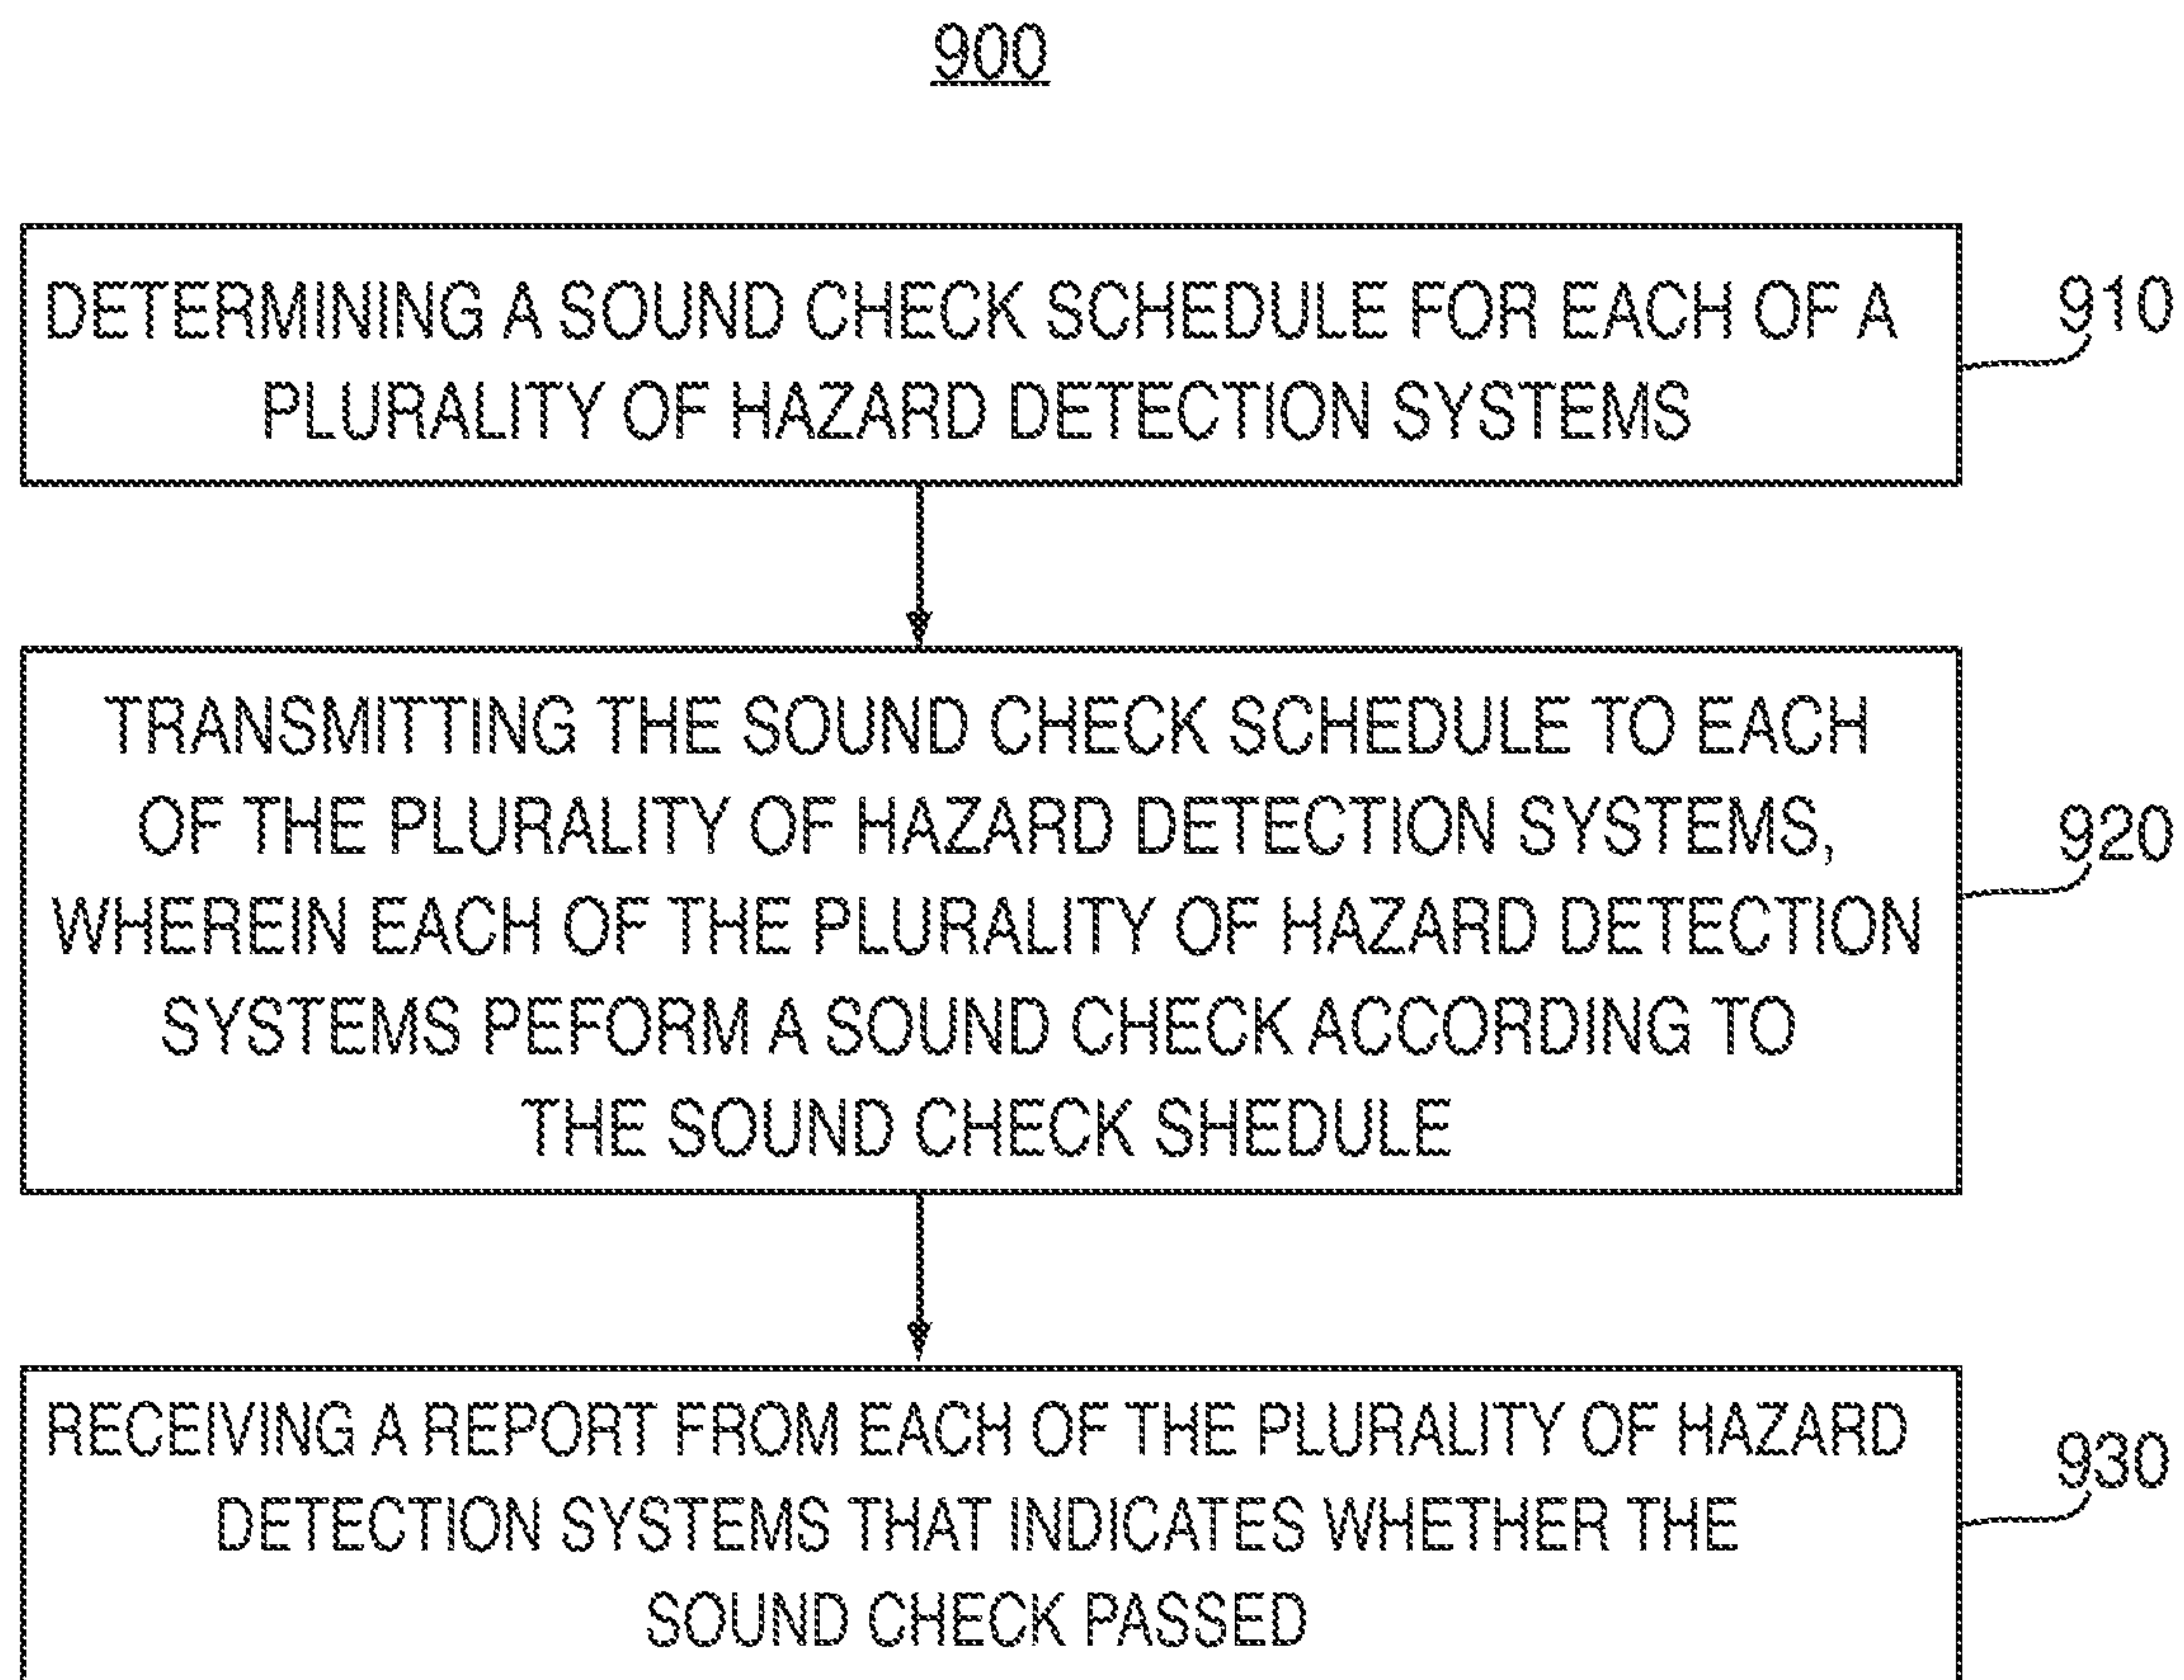 900
DETERMINING A SOUND CHECK SCHEDULE FOR EACH OF A
PLURALITY OF HAZARD DETECTION SYSTEMS
910
TRANSMITTING THE SOUND CHECK SCHEDULE TO EACH
OF THE PLURALITY OF HAZARD DETECTION SYSTEMS,
WHEREIN EACH OF THE PLURALITY OF HAZARD DETECTION
SYSTEMS PEFORM A SOUND CHECK ACCORDING TO
THE SOUND CHECK SHEDULE
920
RECEIVING A REPORT FROM EACH OF THE PLURALITY OF HAZARD
DETECTION SYSTEMS THAT INDICATES WHETHER THE
SOUND CHECK PASSED
930